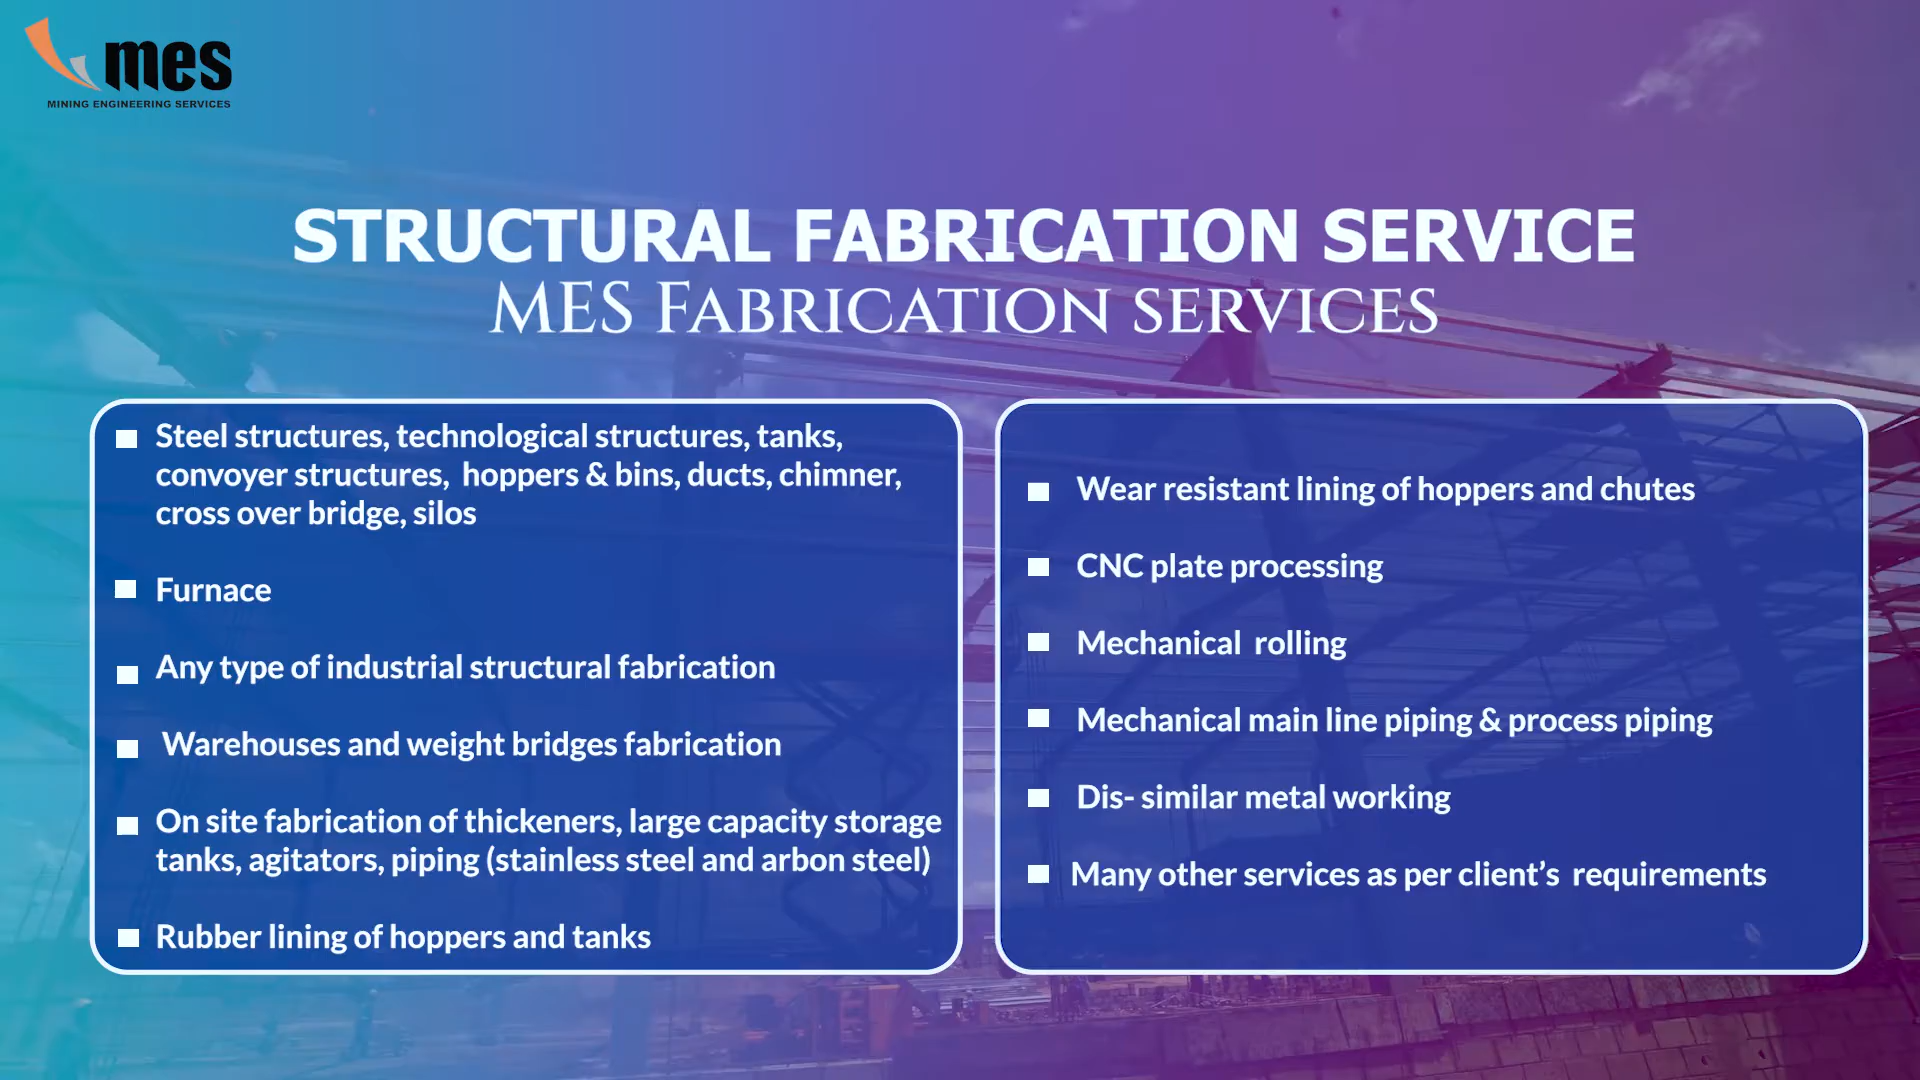 mes
MINING ENGINEERING SERVICES
STRUCTURAL FABRICATION SERVICE
MES FABRICATION SERVICES
Steel structures, technological structures, tanks,
convoyer structures, hoppers & bins, ducts, chimner,
cross over bridge, silos
Furnace
Any type of industrial structural fabrication
Warehouses and weight bridges fabrication
On site fabrication of thickeners, large capacity storage
tanks, agitators, piping (stainless steel and arbon steel)
Rubber lining of hoppers and tanks
Wear resistant lining of hoppers and chutes
CNC plate processing
Mechanical rolling
Mechanical main line piping & process piping
Dis- similar metal working
Many other services as per client’s requirements